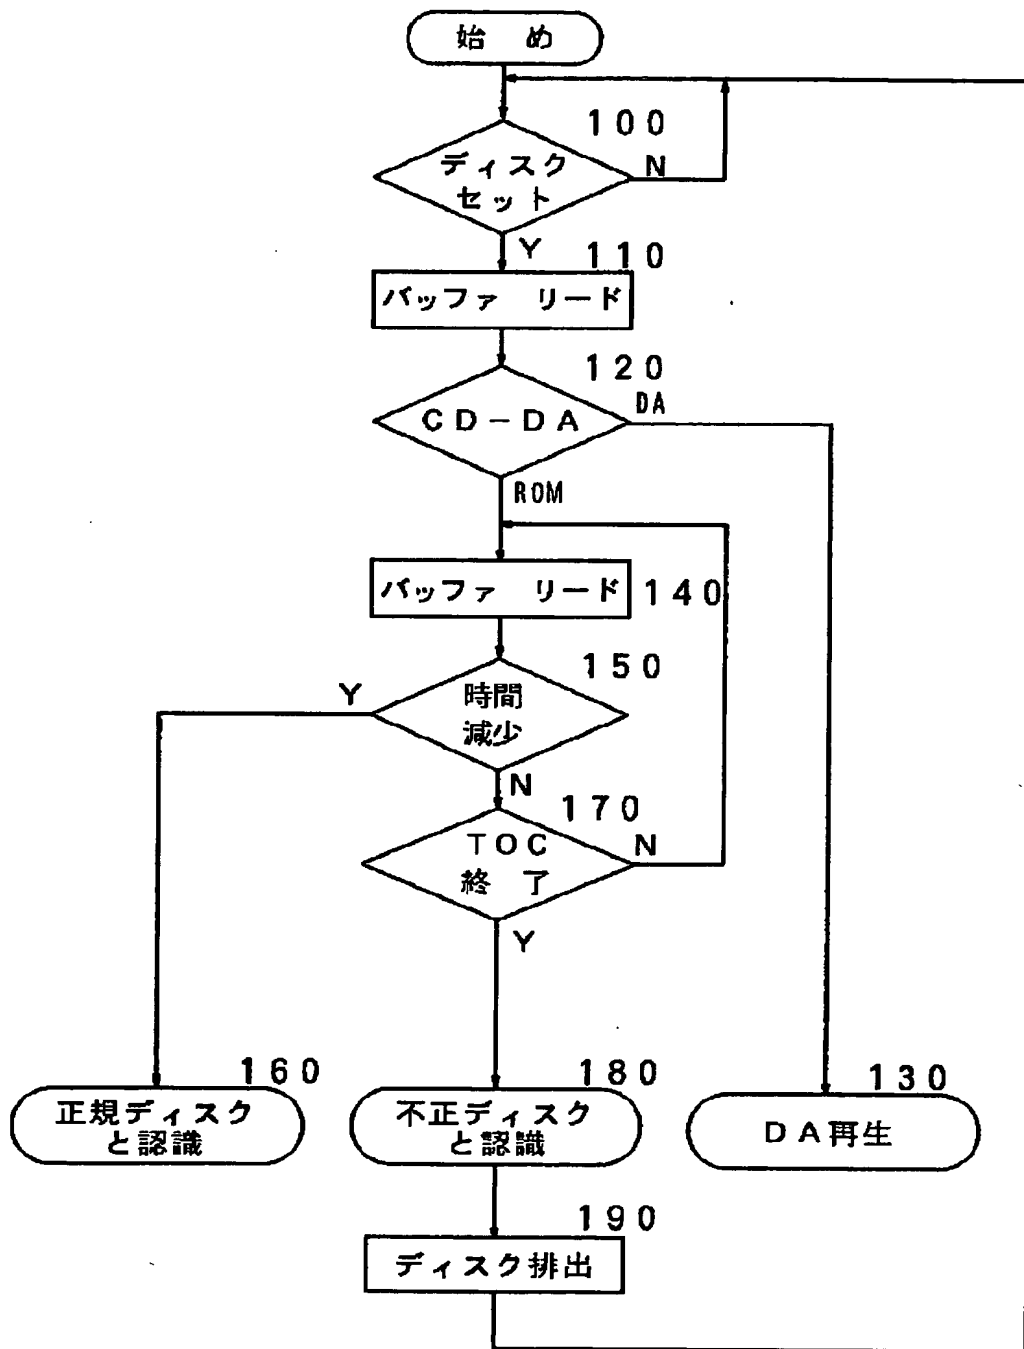 始 め
100
ディスク
セット
N
Y
110
バッファ リード
120
CD-DA
DA
ROM
バッファ リード
140
150
時間
減少
Y
N
170
TOC
終 了
N
Y
160
正規ディスク
と認識
180
不正ディスク
と認識
130
DA再生
190
ディスク排出